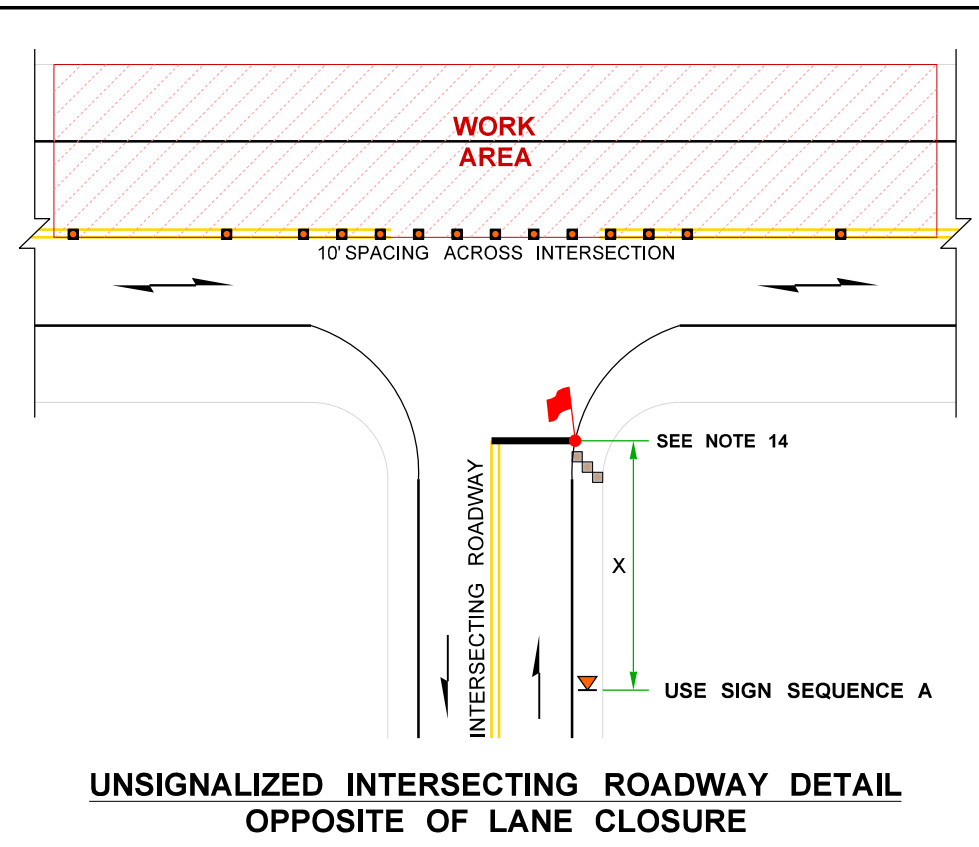 WORK
AREA
10' SPACING ACROSS INTERSECTION
SEE NOTE 14
INTERSECTING ROADWAY
X
USE SIGN SEQUENCE A
UNSIGNALIZED INTERSECTING ROADWAY DETAIL
OPPOSITE OF LANE CLOSURE